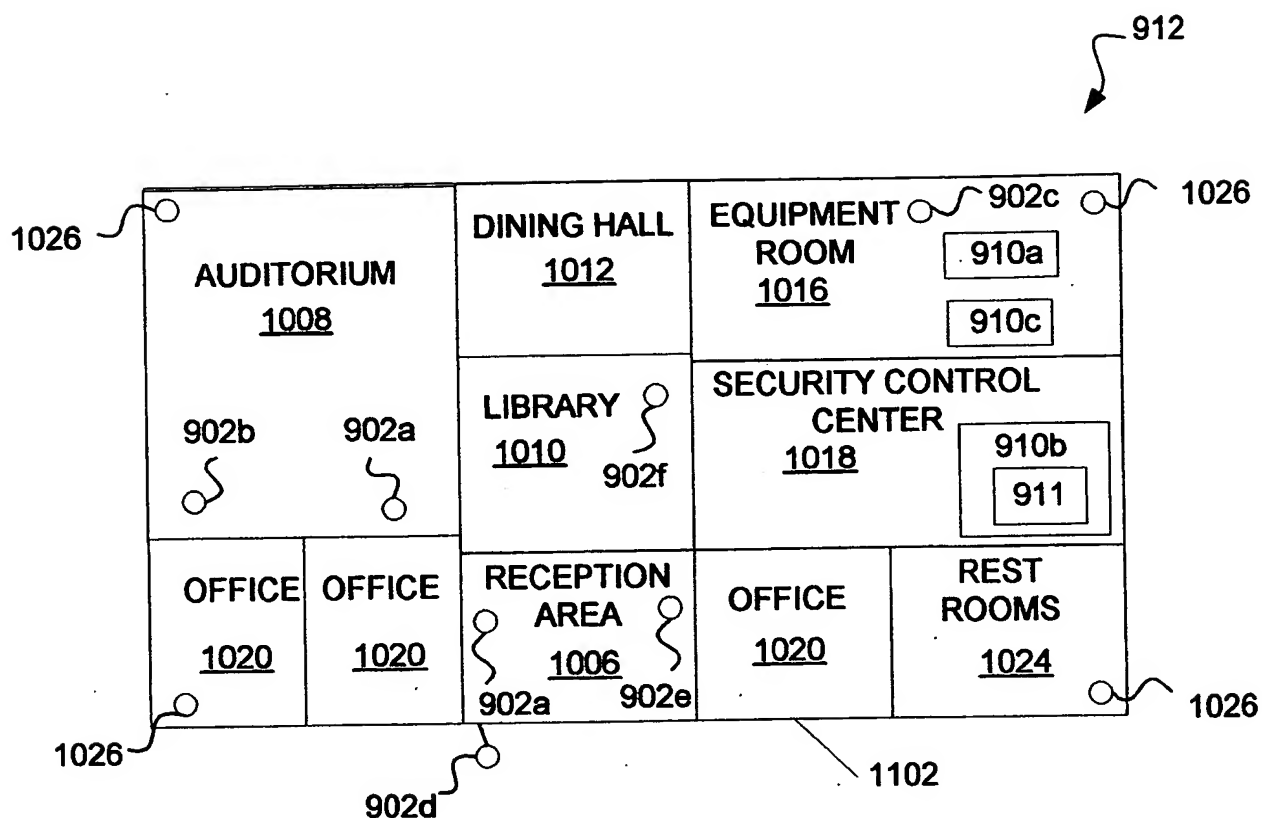 912
1026
AUDITORIUM
1008
902b
902a
DINING HALL
1012
EQUIPMENT
ROOM
1016
902c
1026
910a
910c
LIBRARY
1010
902f
SECURITY CONTROL
CENTER
1018
910b
911
OFFICE
1020
OFFICE
1020
RECEPTION
AREA
1006
902a
902e
OFFICE
1020
REST
ROOMS
1024
1026
1026
902d
1102